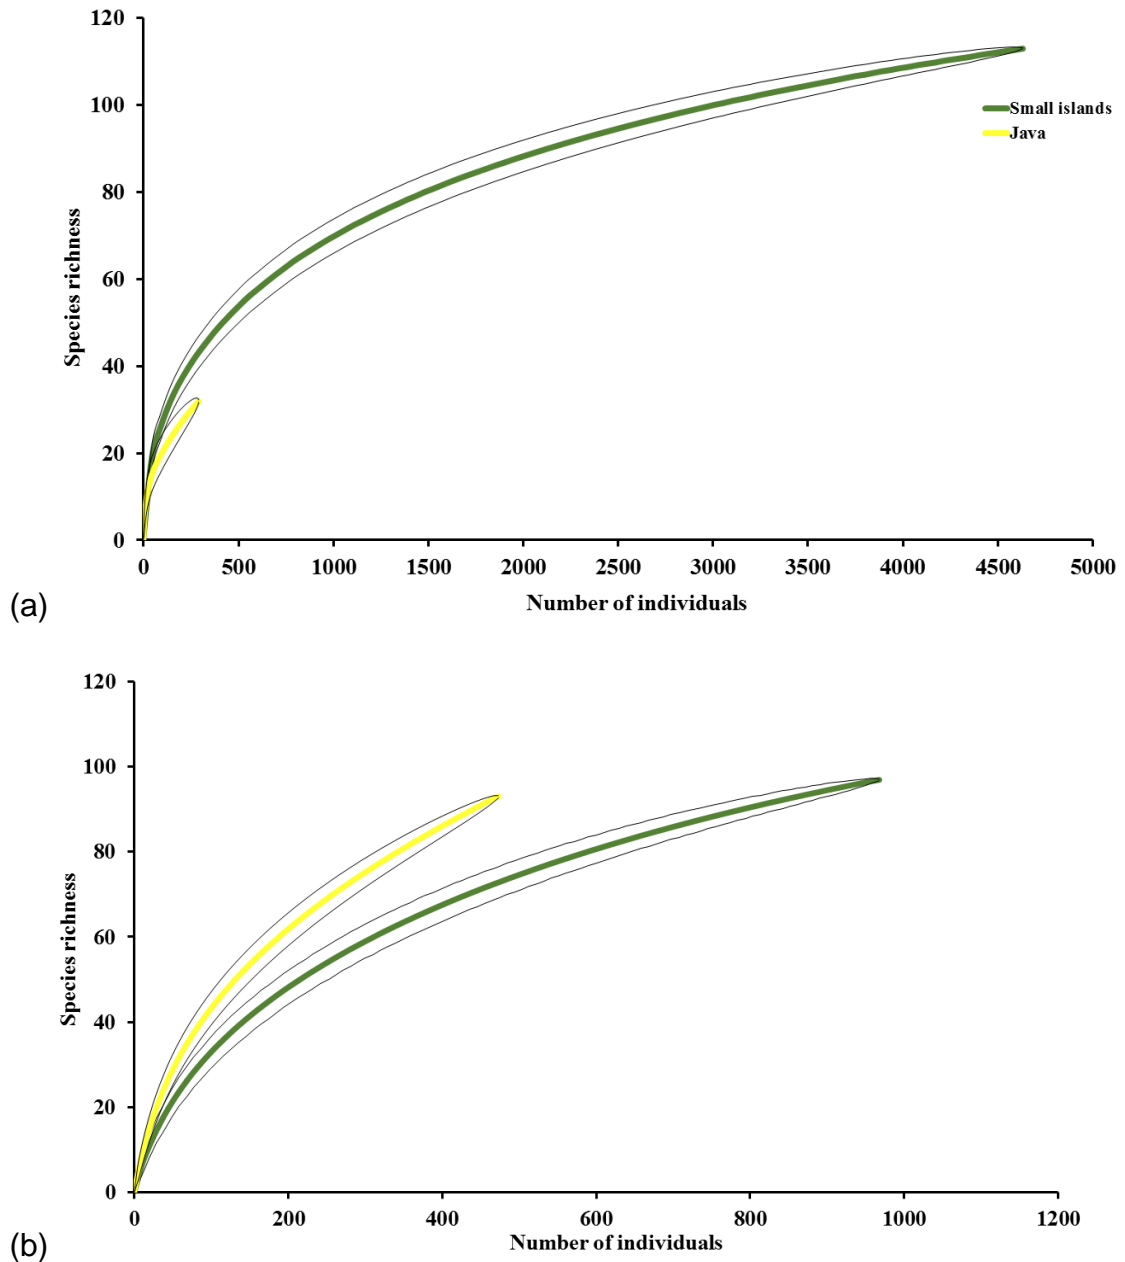 120
100
80
60
40
20
0
Species richness
Small islands
Java
0 500 1000 1500 2000 2500 3000 3500 4000 4500 5000
Number of individuals
(a)
120
100
80
60
40
20
0
Species richness
0 200 400 600 800 1000 1200
Number of individuals
(b)